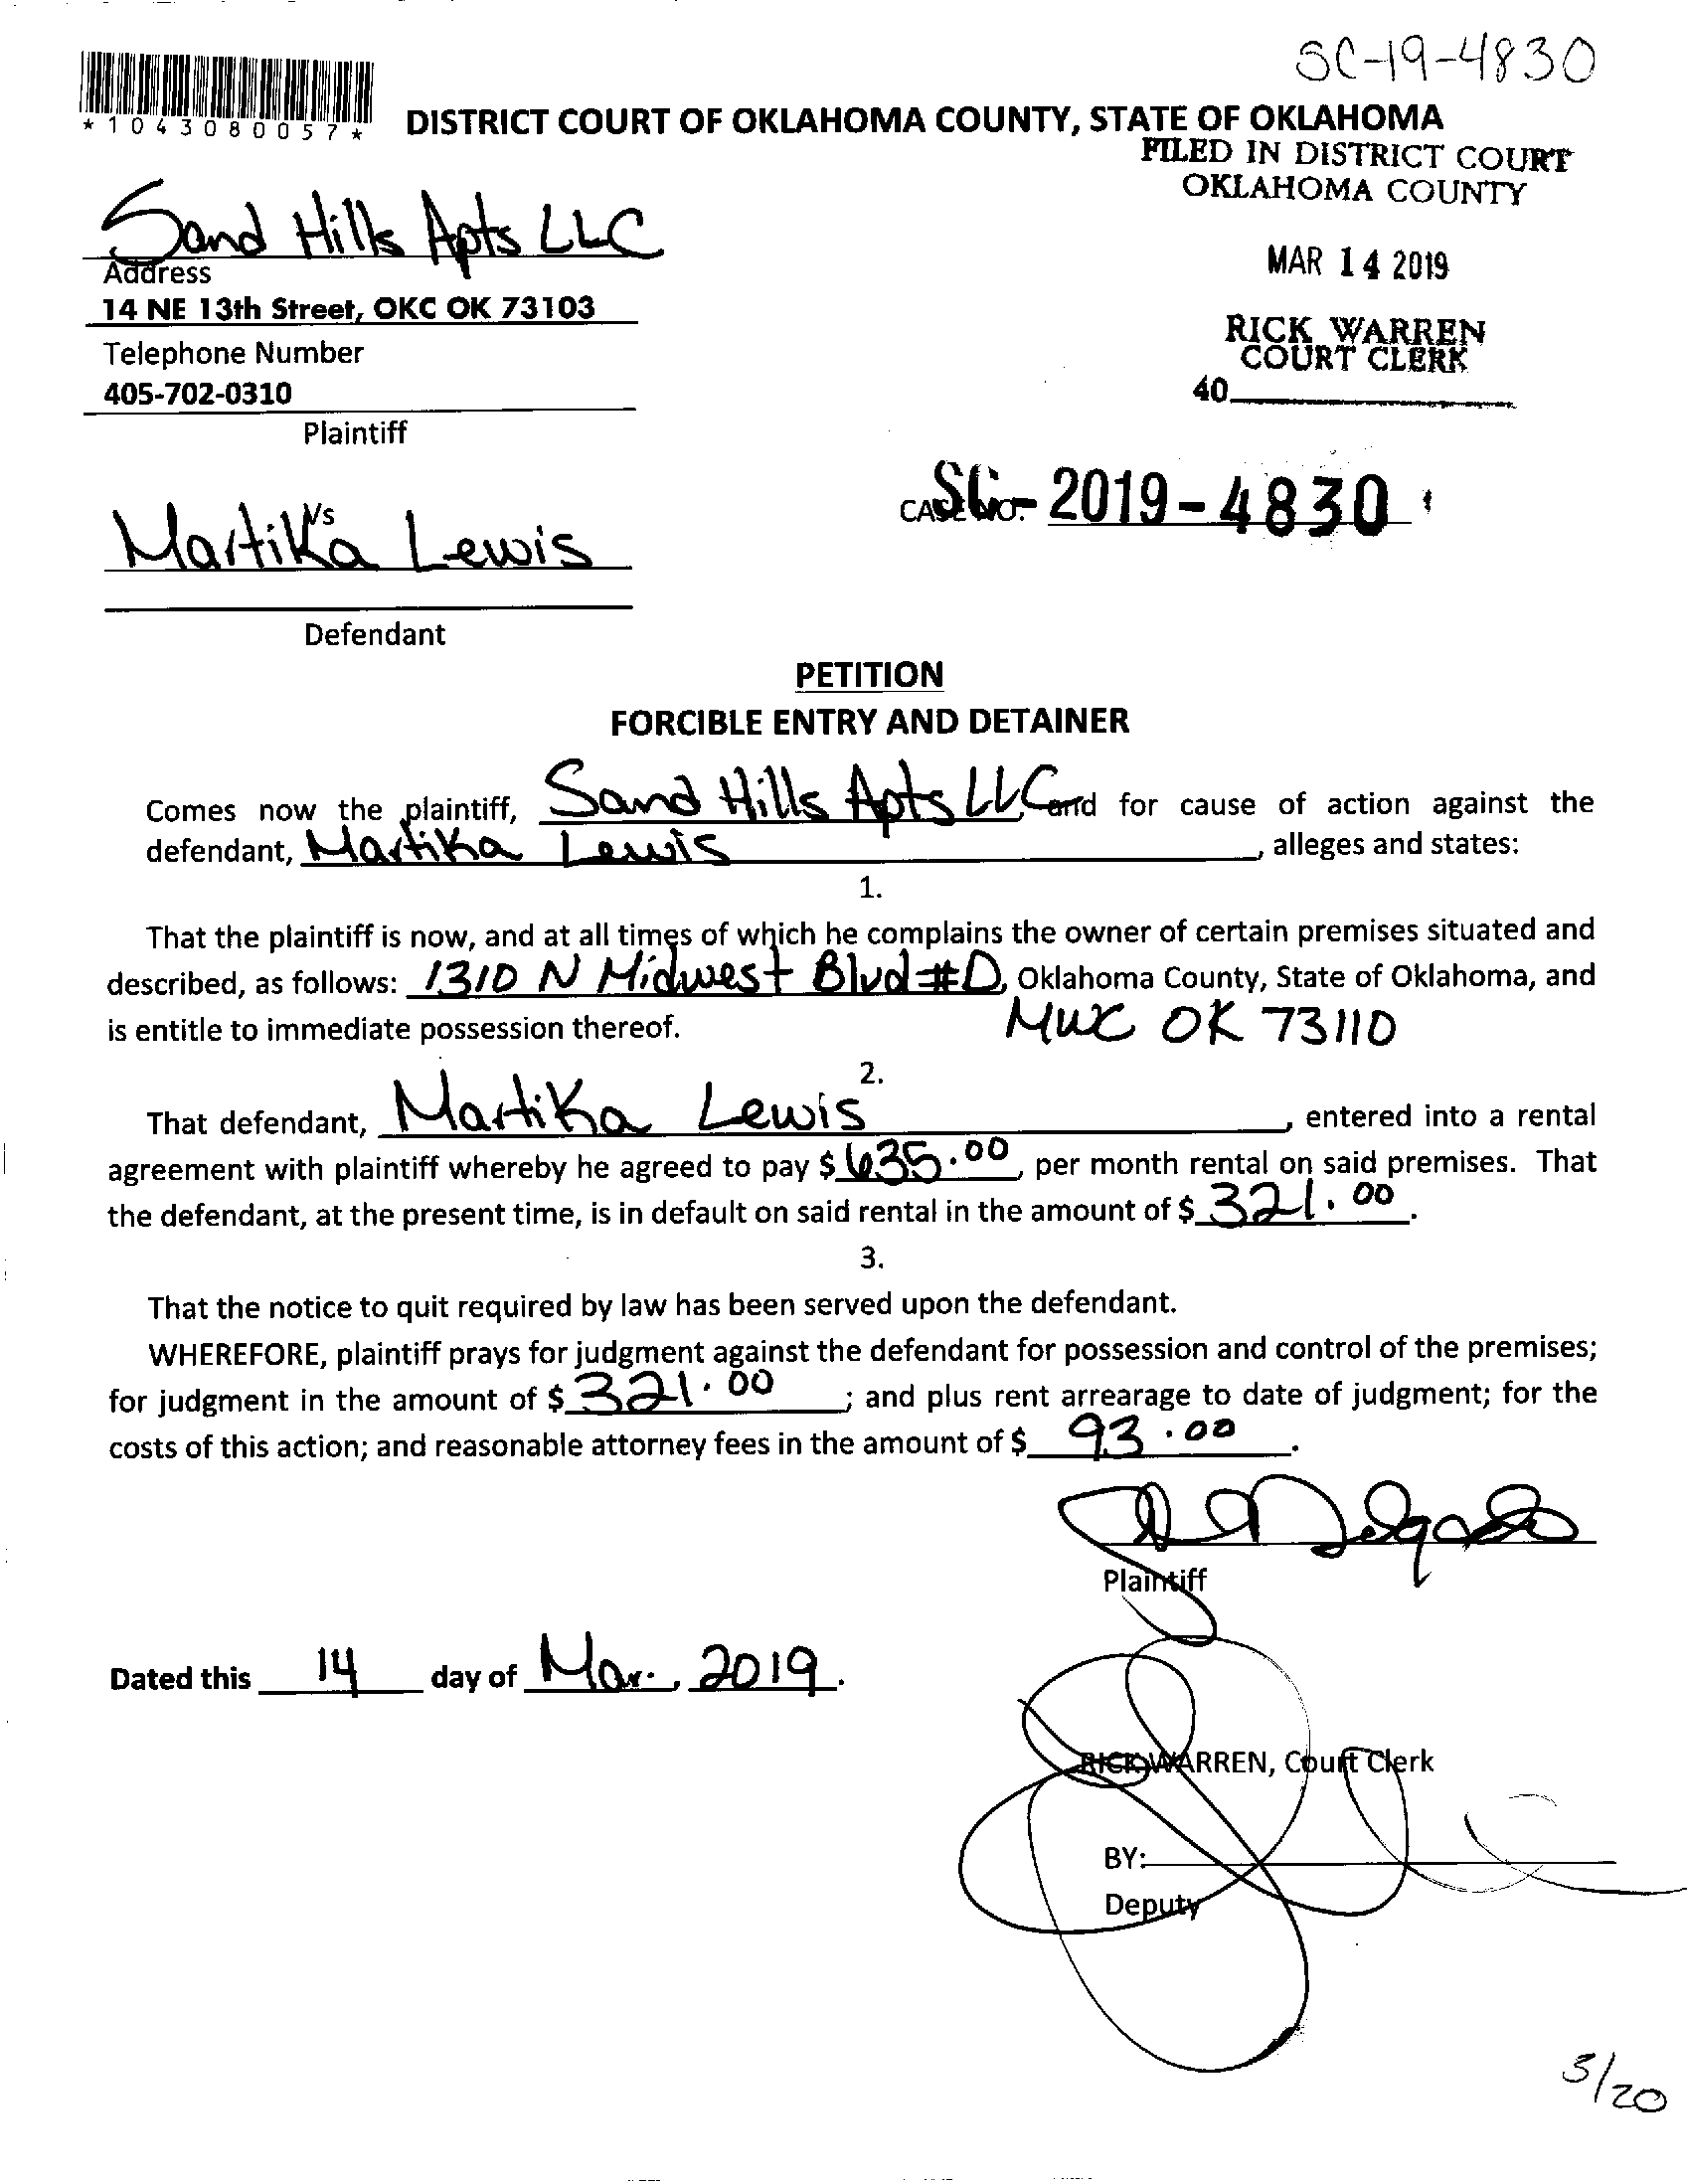 SC-19-4830
*1043080057*
DISTRICT COURT OF OKLAHOMA COUNTY, STATE OF OKLAHOMA
FILED IN DISTRICT COURT
OKLAHOMA COUNTY
Sand Hills Apts LLC
Address
MAR 14 2019
14 NE 13th Street, OKC OK 73103
RICK WARREN
COURT CLERK
Telephone Number
405-702-0310
40
Plaintiff
CASE NO. 2019-4830
Vs
Martika Lewis
Defendant
PETITION
FORCIBLE ENTRY AND DETAINER
Comes now the plaintiff, Sand Hills Apts LLC and for cause of action against the
defendant, Martika Lewis, alleges and states:
1.
That the plaintiff is now, and at all times of which he complains the owner of certain premises situated and
described, as follows: 1310 N Midwest Blvd #D, Oklahoma County, State of Oklahoma, and
is entitle to immediate possession thereof. MWC OK 73110
2.
That defendant, Martika Lewis, entered into a rental
agreement with plaintiff whereby he agreed to pay $ 635.00, per month rental on said premises. That
the defendant, at the present time, is in default on said rental in the amount of $ 321.00.
3.
That the notice to quit required by law has been served upon the defendant.
WHEREFORE, plaintiff prays for judgment against the defendant for possession and control of the premises;
for judgment in the amount of $ 321.00; and plus rent arrearage to date of judgment; for the
costs of this action; and reasonable attorney fees in the amount of $ 93.00.
Plaintiff
Dated this 14 day of Mar., 2019.
RICK WARREN, Court Clerk
BY:
Deputy
3/20